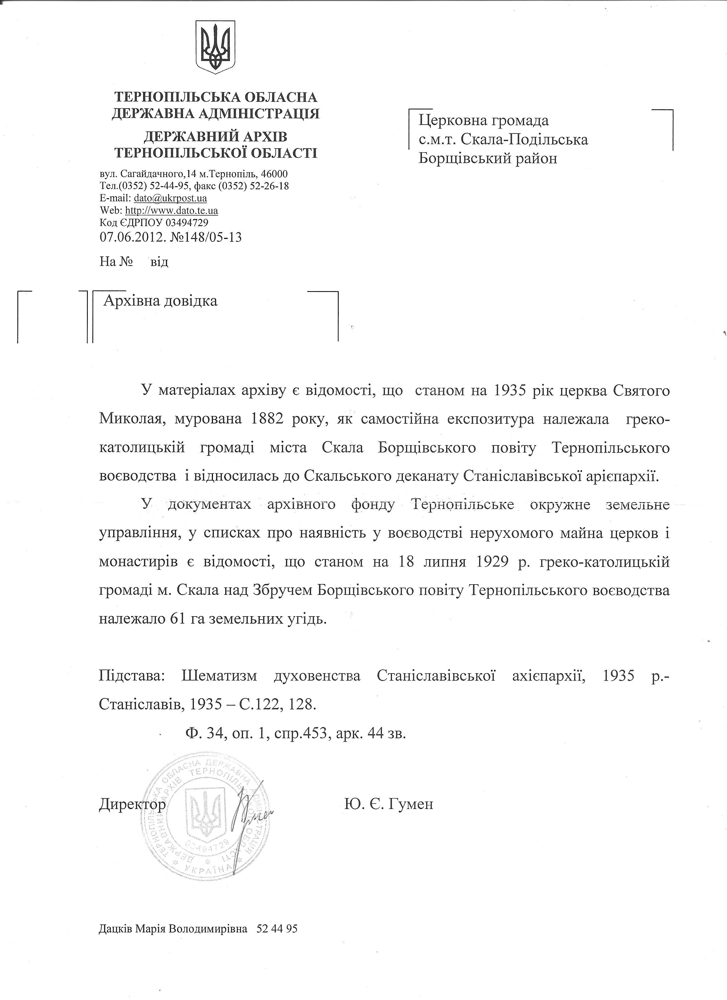 ТЕРНОПІЛЬСЬКА ОБЛАСНА
ДЕРЖАВНА АДМІНІСТРАЦІЯ
ДЕРЖАВНИЙ АРХІВ
ТЕРНОПІЛЬСЬКОЇ ОБЛАСТІ
вул. Сагайдачного,14 м.Тернопіль, 46000
Тел.(0352) 52-44-95, факс (0352) 52-26-18
E-mail: dato@ukrpost.ua
Web: http://www.dato.te.ua
Код ЄДРПОУ 03494729
07.06.2012. №148/05-13
На № від
Церковна громада
с.м.т. Скала-Подільська
Борщівський район
Архівна довідка
У матеріалах архіву є відомості, що станом на 1935 рік церква Святого
Миколая, мурована 1882 року, як самостійна експозитура належала греко-
католицькій громаді міста Скала Борщівського повіту Тернопільського
воєводства і відносилась до Скальського деканату Станіславівської арієпархії.
У документах архівного фонду Тернопільське окружне земельне
управління, у списках про наявність у воєводстві нерухомого майна церков і
монастирів є відомості, що станом на 18 липня 1929 р. греко-католицькій
громаді м. Скала над Збручем Борщівського повіту Тернопільського воєводства
належало 61 га земельних угідь.
Підстава: Шематизм духовенства Станіславівської ахієпархії, 1935 р.-
Станіславів, 1935 – С.122, 128.
Ф. 34, оп. 1, спр.453, арк. 44 зв.
Директор Ю. Є. Гумен
ТЕРНОПІЛЬСЬКА ОБЛАСНА ДЕРЖАВНА АДМІНІСТРАЦІЯ
ДЕРЖАВНИЙ АРХІВ ТЕРНОПІЛЬСЬКОЇ ОБЛАСТІ
03494729
* УКРАЇНА *
Дацків Марія Володимирівна 52 44 95